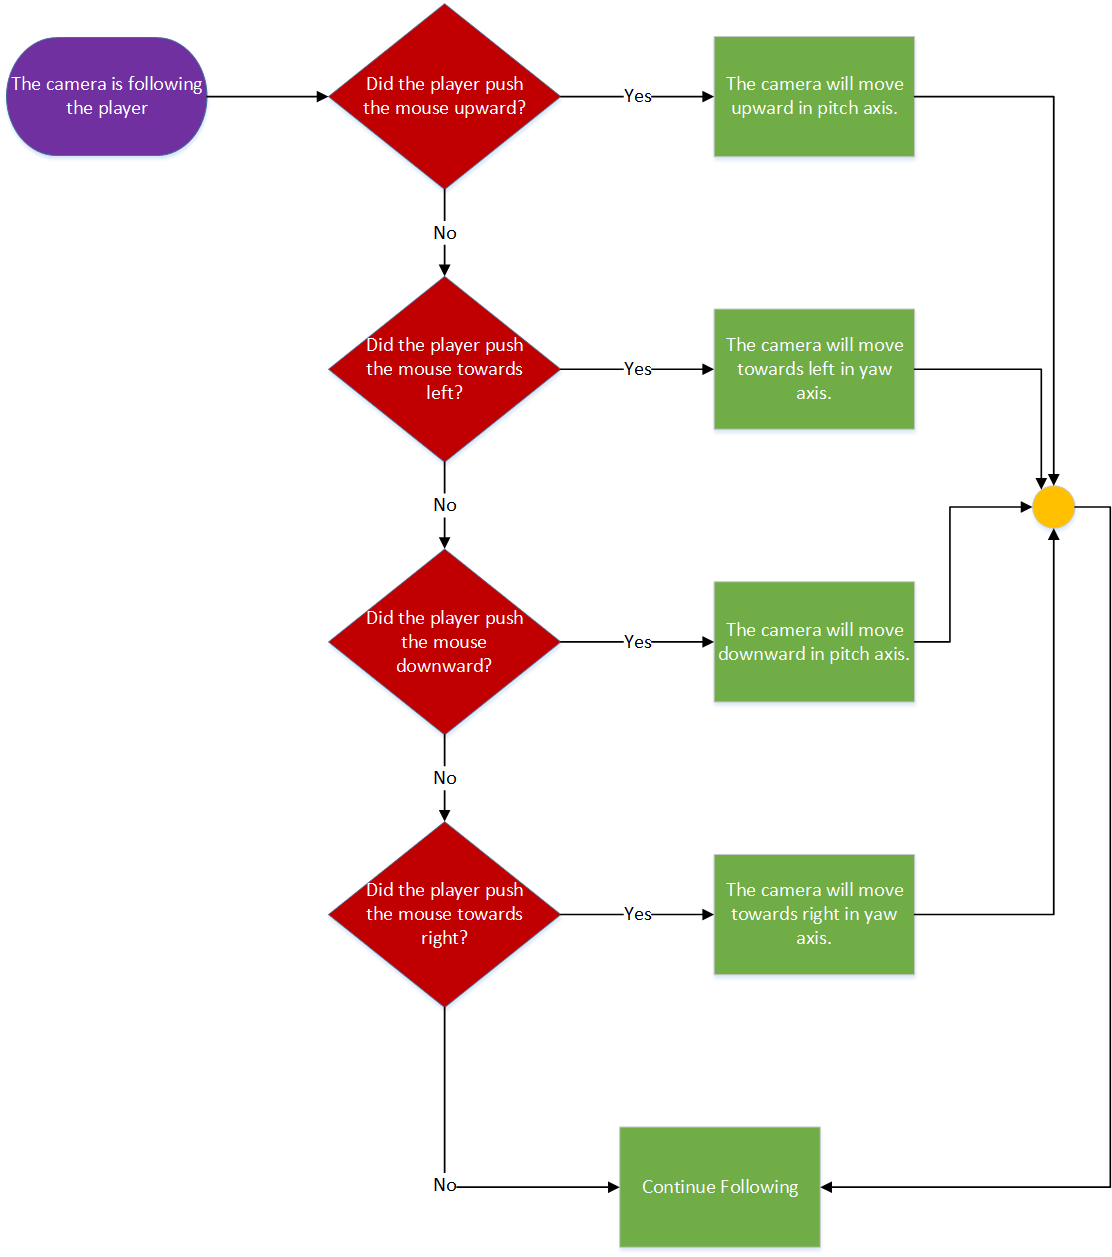 The camera is following
the player
Did the player push
the mouse upward?
Yes
The camera will move
upward in pitch axis.
No
Did the player push
the mouse towards
left?
Yes
The camera will move
towards left in yaw
axis.
No
Did the player push
the mouse
downward?
Yes
The camera will move
downward in pitch axis.
No
Did the player push
the mouse towards
right?
Yes
The camera will move
towards right in yaw
axis.
No
Continue Following